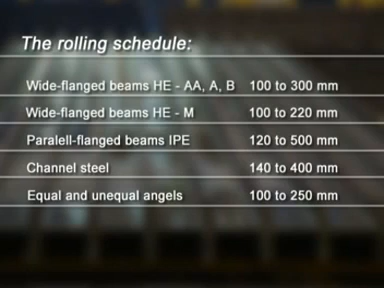 The rolling schedule:
Wide-flanged beams HE - AA, A, B 100 to 300 mm
Wide-flanged beams HE - M 100 to 220 mm
Paralell-flanged beams IPE 120 to 500 mm
Channel steel 140 to 400 mm
Equal and unequal angels 100 to 250 mm